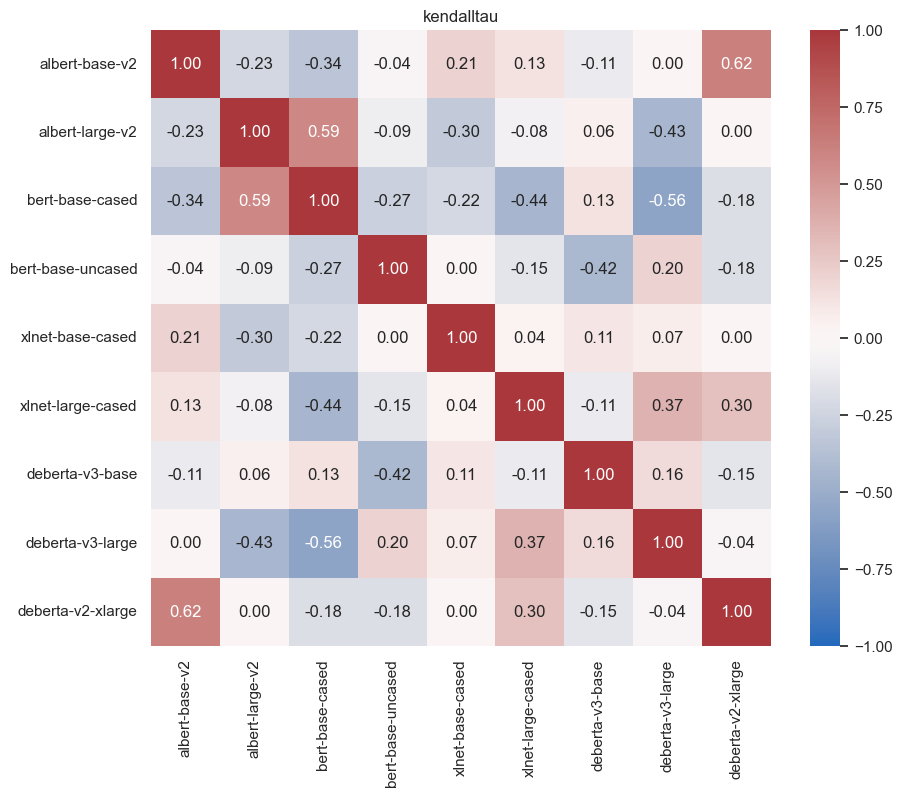 kendalltau
albert-base-v2 1.00 -0.23 -0.34 -0.04 0.21 0.13 -0.11 0.00 0.62
albert-large-v2 -0.23 1.00 0.59 -0.09 -0.30 -0.08 0.06 -0.43 0.00
bert-base-cased -0.34 0.59 1.00 -0.27 -0.22 -0.44 0.13 -0.56 -0.18
bert-base-uncased -0.04 -0.09 -0.27 1.00 0.00 -0.15 -0.42 0.20 -0.18
xlnet-base-cased 0.21 -0.30 -0.22 0.00 1.00 0.04 0.11 0.07 0.00
xlnet-large-cased 0.13 -0.08 -0.44 -0.15 0.04 1.00 -0.11 0.37 0.30
deberta-v3-base -0.11 0.06 0.13 -0.42 0.11 -0.11 1.00 0.16 -0.15
deberta-v3-large 0.00 -0.43 -0.56 0.20 0.07 0.37 0.16 1.00 -0.04
deberta-v2-xlarge 0.62 0.00 -0.18 -0.18 0.00 0.30 -0.15 -0.04 1.00
albert-base-v2
albert-large-v2
bert-base-cased
bert-base-uncased
xlnet-base-cased
xlnet-large-cased
deberta-v3-base
deberta-v3-large
deberta-v2-xlarge
1.00
0.75
0.50
0.25
0.00
-0.25
-0.50
-0.75
-1.00